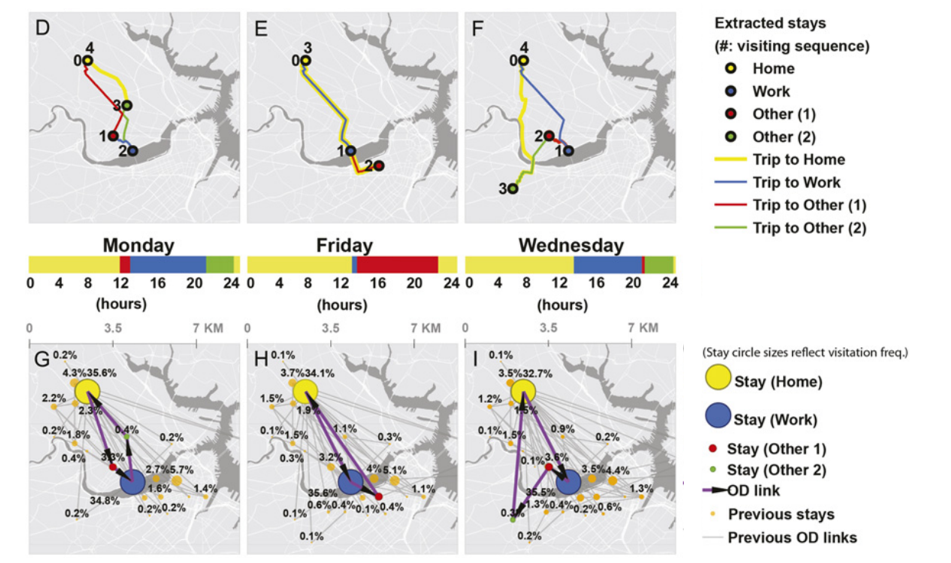 D
4
0
3
1
2
E
3
0
1
2
F
4
0
2
1
3
Extracted stays
(#: visiting sequence)
Home
Work
Other (1)
Other (2)
Trip to Home
Trip to Work
Trip to Other (1)
Trip to Other (2)
Monday
Friday
Wednesday
0 4 8 12 16 20 24
0 4 8 12 16 20 24
0 4 8 12 16 20 24
(hours)
(hours)
(hours)
0 3.5 7 KM
0 3.5 7 KM
0 3.5 7 KM
G
0.2%
4.3% 35.6%
2.2%
2.3%
0.2% 1.8%
0.4%
0.2%
0.4%
3.3%
2.7% 5.7%
1.6%
1.4%
34.8%
0.2% 0.2%
0.2%
H
0.1%
3.7% 34.1%
1.5%
1.9%
0.1% 1.5%
1.1%
0.3%
0.3%
3.2%
4% 5.1%
35.6%
1.1%
0.6% 0.4% 0.1% 0.4%
0.1%
0.1%
I
0.1%
3.5% 32.7%
1.2%
1.5%
0.1% 1.5%
0.9%
0.2%
0.1% 3.6%
3.5% 4.4%
35.5%
1.3%
1.3% 0.4% 0.2% 0.6%
0.2%
(Stay circle sizes reflect visitation freq.)
Stay (Home)
Stay (Work)
Stay (Other 1)
Stay (Other 2)
OD link
Previous stays
Previous OD links